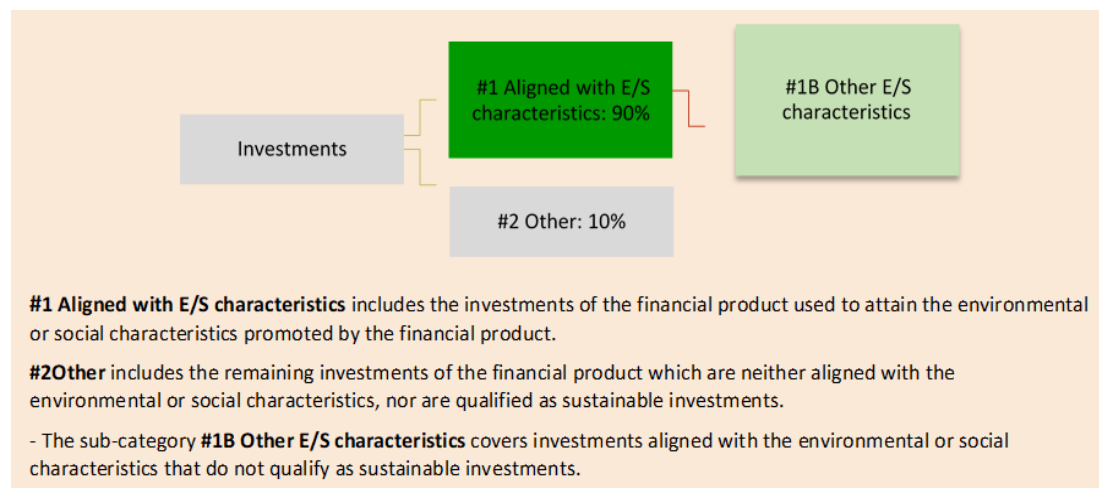 #1 Aligned with E/S
characteristics: 90%
#1B Other E/S
characteristics
Investments
#2 Other: 10%
#1 Aligned with E/S characteristics includes the investments of the financial product used to attain the environmental
or social characteristics promoted by the financial product.
#2Other includes the remaining investments of the financial product which are neither aligned with the
environmental or social characteristics, nor are qualified as sustainable investments.
- The sub-category #1B Other E/S characteristics covers investments aligned with the environmental or social
characteristics that do not qualify as sustainable investments.